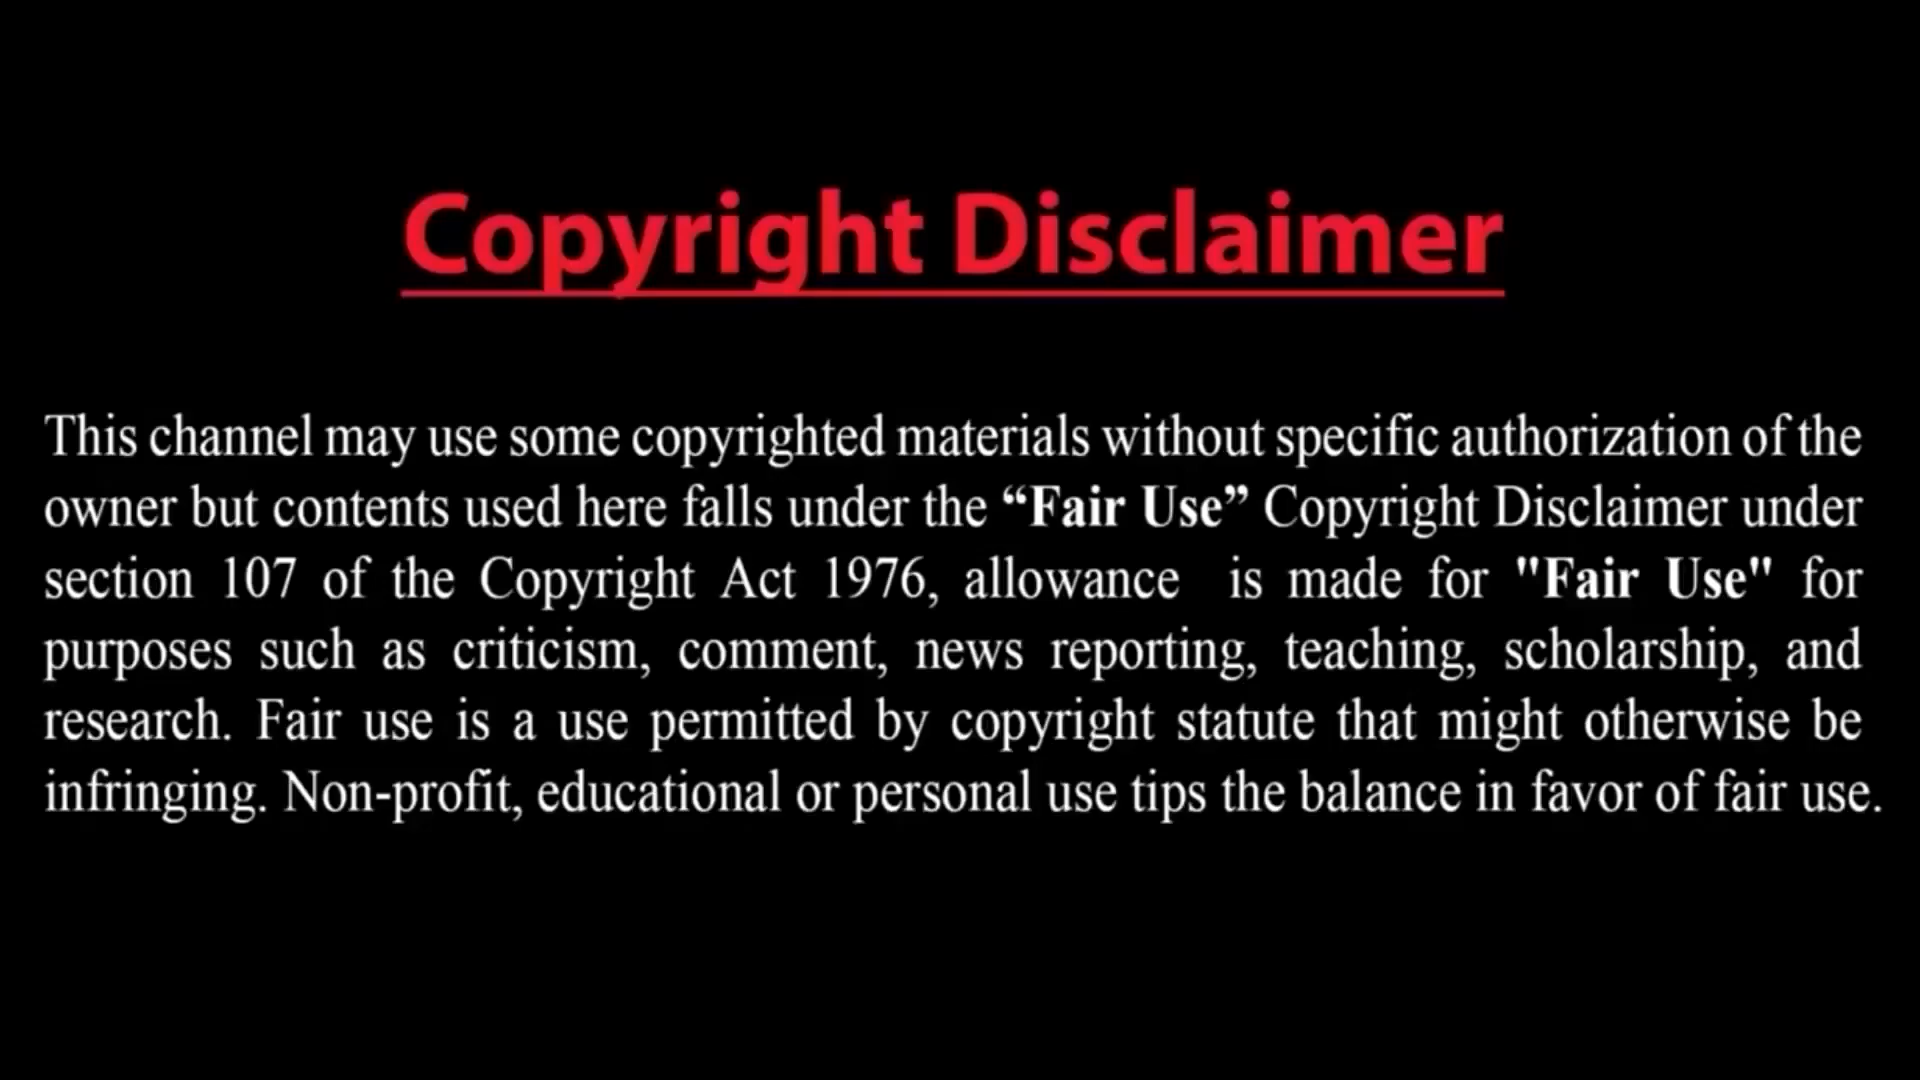 Copyright Disclaimer
This channel may use some copyrighted materials without specific authorization of the
owner but contents used here falls under the “Fair Use” Copyright Disclaimer under
section 107 of the Copyright Act 1976, allowance is made for "Fair Use" for
purposes such as criticism, comment, news reporting, teaching, scholarship, and
research. Fair use is a use permitted by copyright statute that might otherwise be
infringing. Non-profit, educational or personal use tips the balance in favor of fair use.